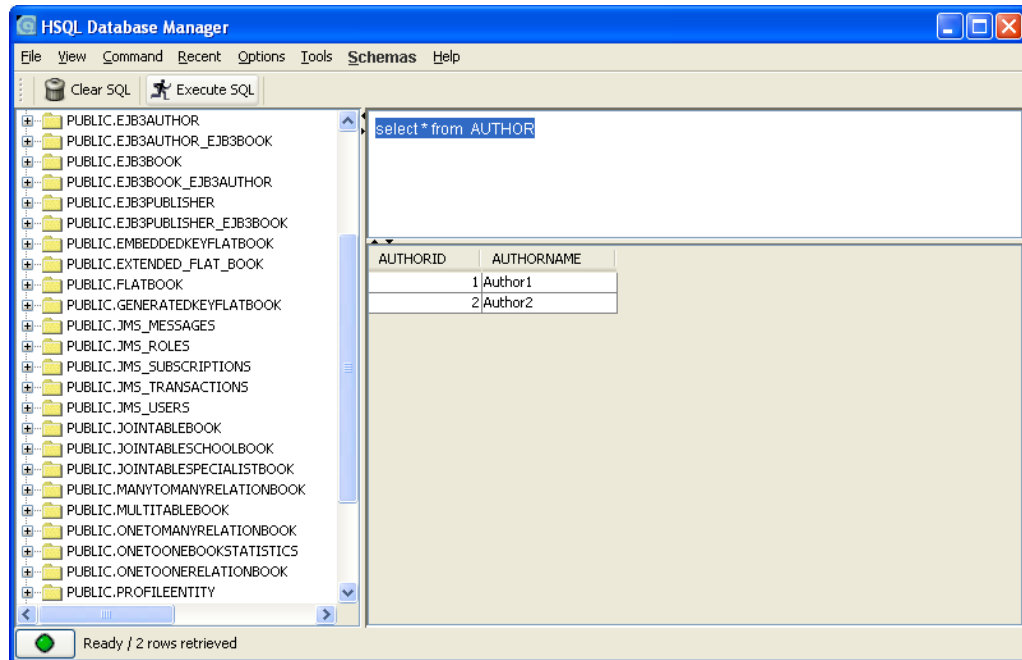 HSQL Database Manager
File View Command Recent Options Tools Schemas Help
Clear SQL Execute SQL
PUBLIC.EJB3AUTHOR
PUBLIC.EJB3AUTHOR_EJB3BOOK
PUBLIC.EJB3BOOK
PUBLIC.EJB3BOOK_EJB3AUTHOR
PUBLIC.EJB3PUBLISHER
PUBLIC.EJB3PUBLISHER_EJB3BOOK
PUBLIC.EMBEDDEDKEYFLATBOOK
PUBLIC.EXTENDED_FLAT_BOOK
PUBLIC.FLATBOOK
PUBLIC.GENERATEDKEYFLATBOOK
PUBLIC.JMS_MESSAGES
PUBLIC.JMS_ROLES
PUBLIC.JMS_SUBSCRIPTIONS
PUBLIC.JMS_TRANSACTIONS
PUBLIC.JMS_USERS
PUBLIC.JOINTABLEBOOK
PUBLIC.JOINTABLESCHOOLBOOK
PUBLIC.JOINTABLESPECIALISTBOOK
PUBLIC.MANYTOMANYRELATIONBOOK
PUBLIC.MULTITABLEBOOK
PUBLIC.ONETOMANYRELATIONBOOK
PUBLIC.ONETOONEBOOKSTATISTICS
PUBLIC.ONETOONERELATIONBOOK
PUBLIC.PROFILEENTITY
select * from AUTHOR
AUTHORID AUTHORNAME
1 Author1
2 Author2
Ready / 2 rows retrieved